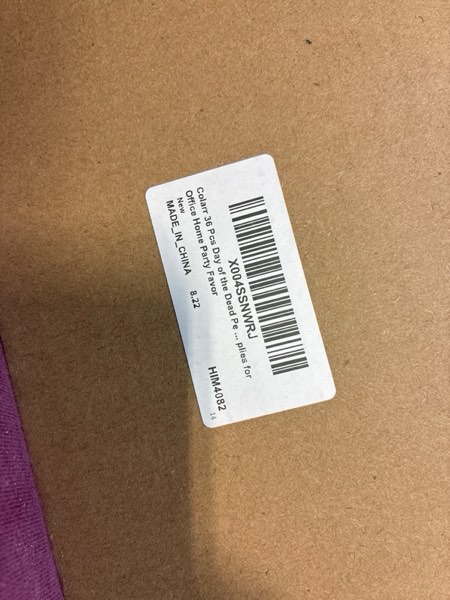 X004SSNWRJ
Colarr 36 Pcs Day of the Dead Pe ... plies for
Office Home Party Favor
New
MADE_IN_CHINA 8.22 HIM4082
14